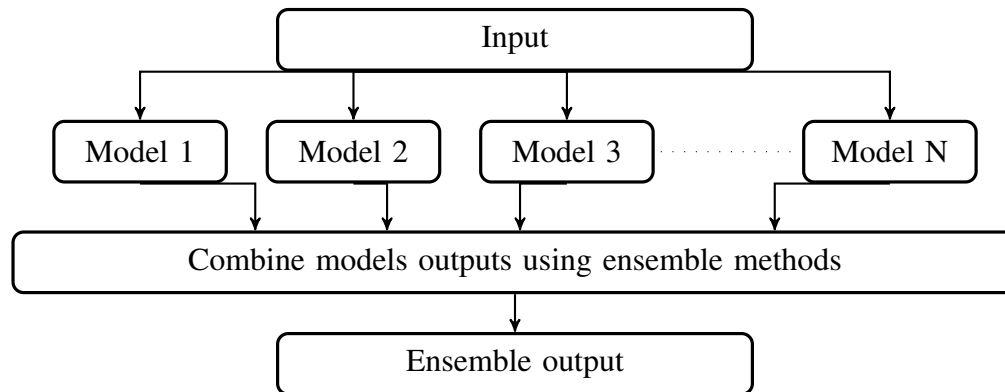 Input
Model 1
Model 2
Model 3
Model N
Combine models outputs using ensemble methods
Ensemble output